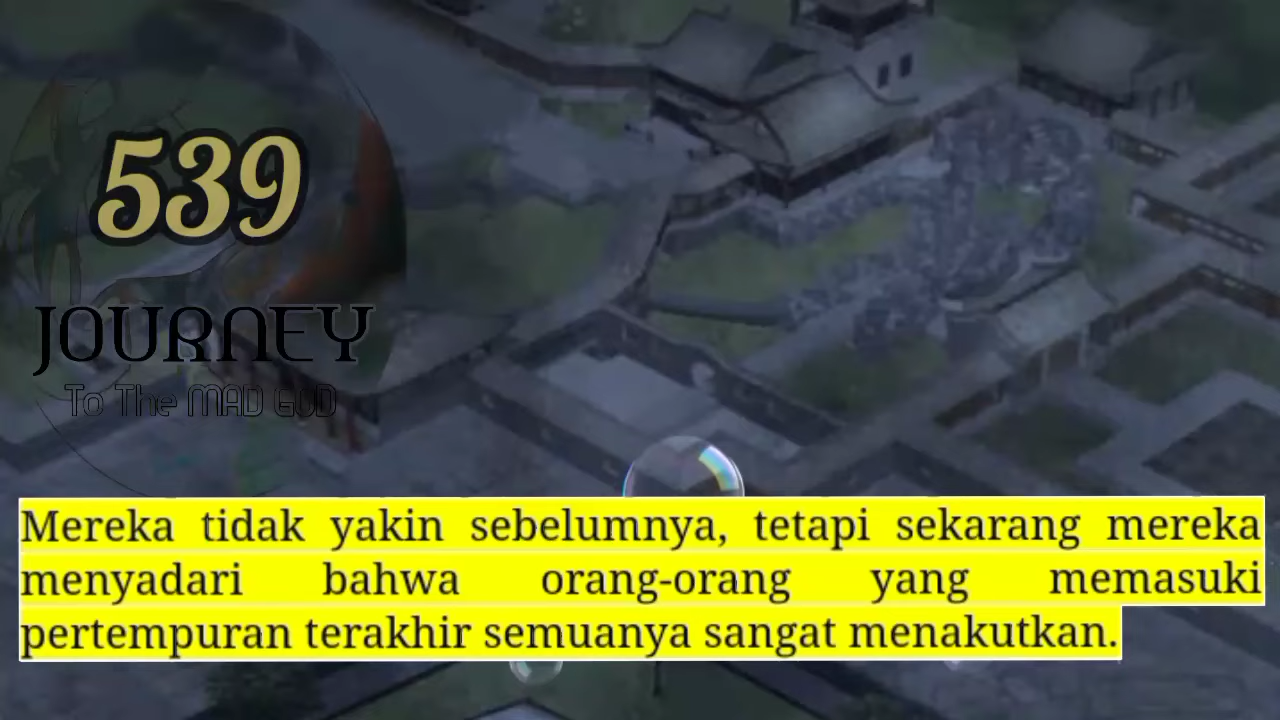 539
JOURNEY
To The MAD GOD
Mereka tidak yakin sebelumnya, tetapi sekarang mereka
menyadari bahwa orang-orang yang memasuki
pertempuran terakhir semuanya sangat menakutkan.